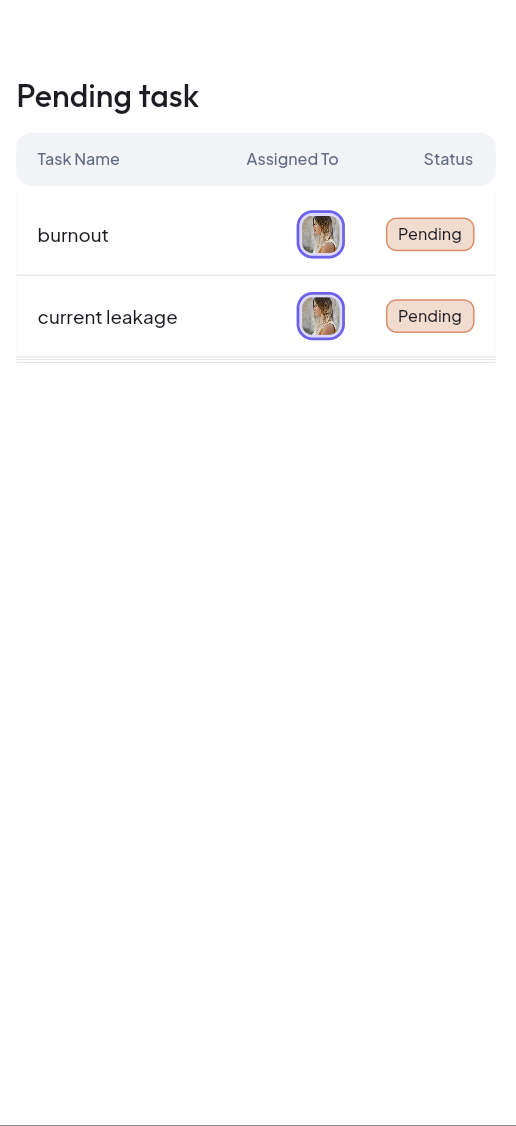 Pending task
Task Name Assigned To Status
burnout Pending
current leakage Pending